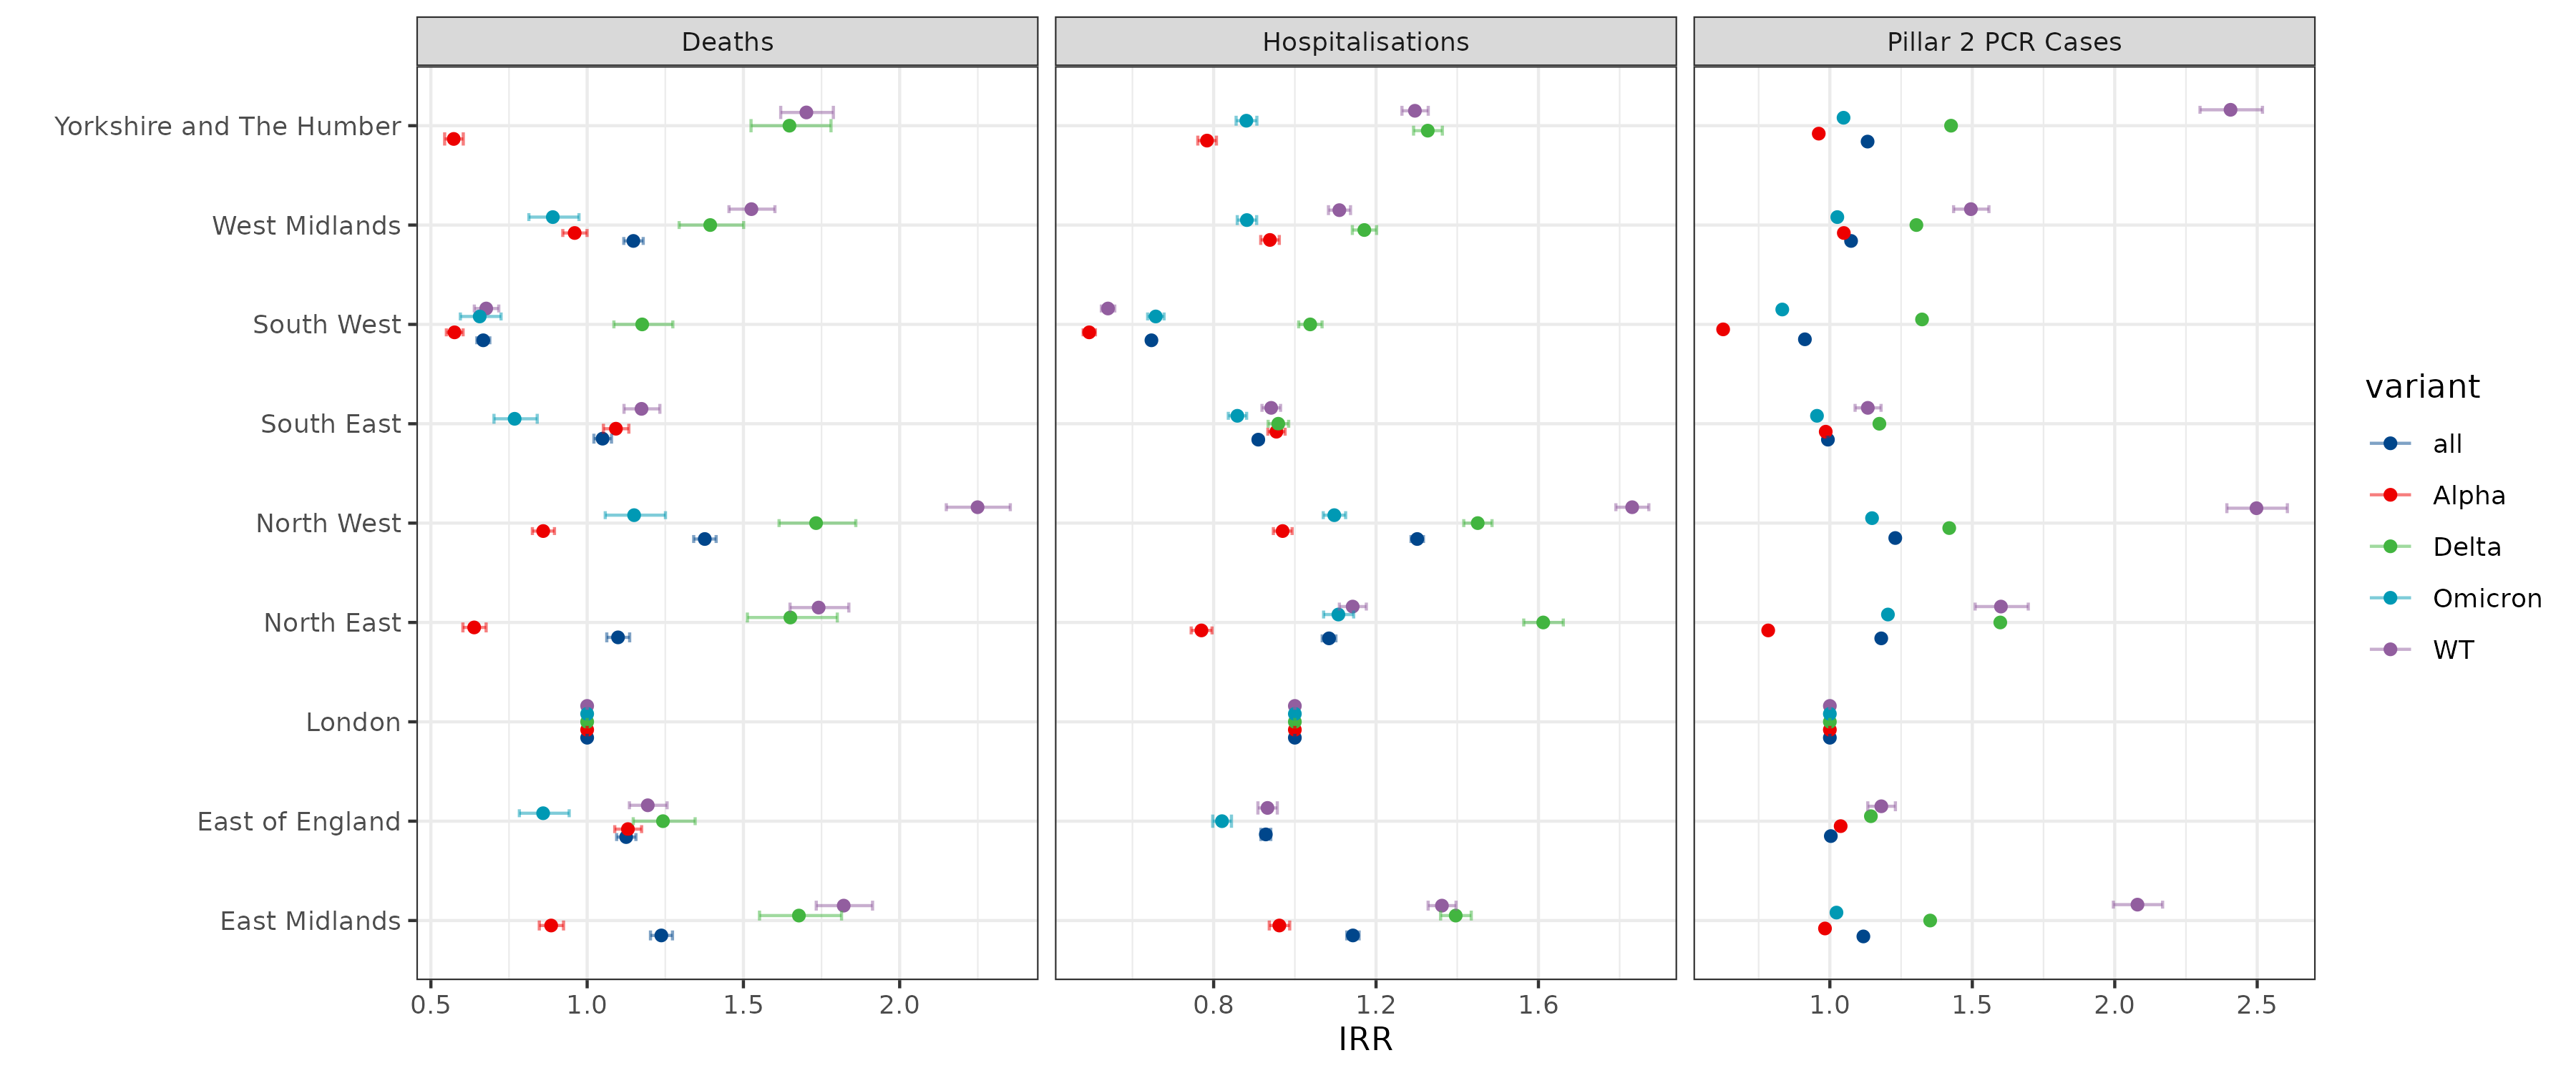 Deaths
Hospitalisations
Pillar 2 PCR Cases
Yorkshire and The Humber
West Midlands
South West
South East
North West
North East
London
East of England
East Midlands
0.5 1.0 1.5 2.0
0.8 1.2 1.6
1.0 1.5 2.0 2.5
IRR
variant
all
Alpha
Delta
Omicron
WT